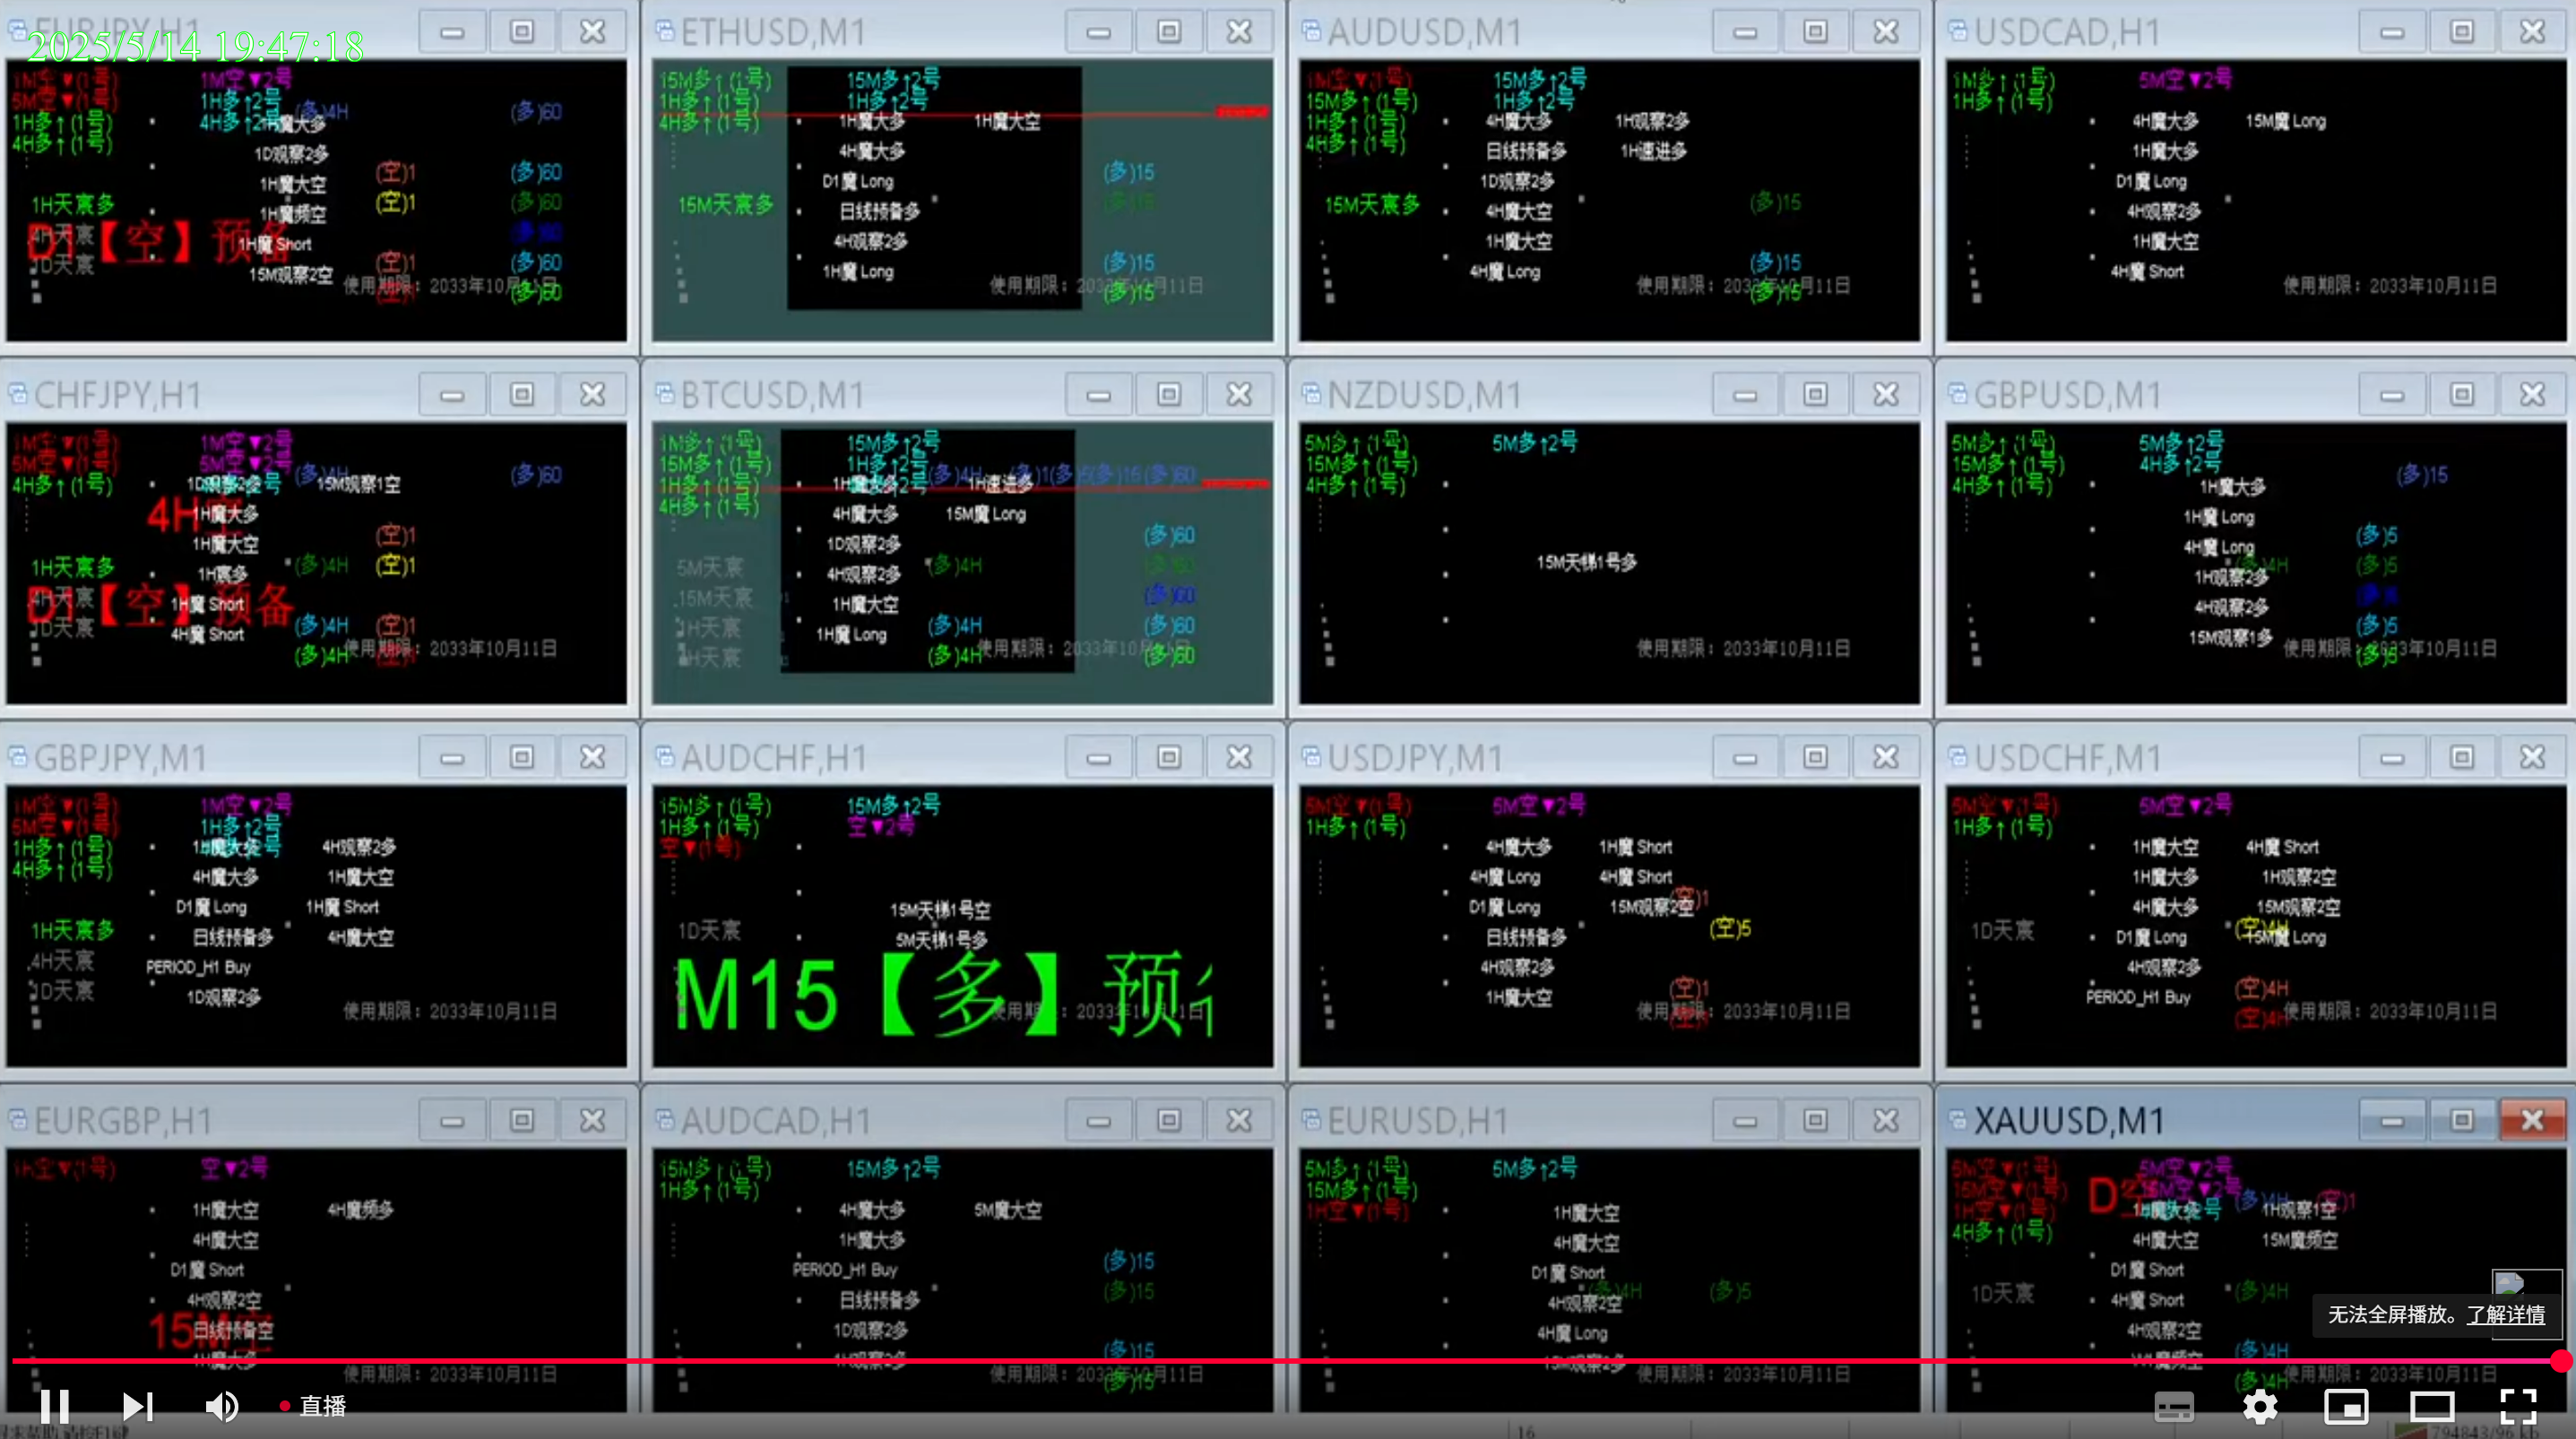 EURJPY,H1
2025/5/14 19:47:18
1M空▼(1号)
5M空▼(1号)
1H多↑(1号)
4H多↑(1号)
1M空▼2号
1H多↑2号
4H多↑2号
(多)4H
(多)60
1H魔大多
1D观察2多
(空)1
(多)60
1H魔大空
1H天宸多
1H魔频空
(空)1
(多)60
4H天宸
D1【空】预备
1H魔 Short
1D天宸
15M观察2空
(空)1
(多)60
使用期限：2033年10月11日
(多)60
ETHUSD,M1
15M多↑(1号)
1H多↑(1号)
4H多↑(1号)
15M多↑2号
1H多↑2号
1H魔大多
1H魔大空
4H魔大多
D1魔 Long
(多)15
15M天宸多
日线预备多
(多)15
4H观察2多
1H魔 Long
(多)15
使用期限：2033年10月11日
(多)15
AUDUSD,M1
1M空▼(1号)
15M多↑(1号)
1H多↑(1号)
4H多↑(1号)
15M多↑2号
1H多↑2号
4H魔大多
1H观察2多
日线预备多
1H速进多
1D观察2多
15M天宸多
4H魔大空
(多)15
1H魔大空
4H魔 Long
(多)15
使用期限：2033年10月11日
(多)15
USDCAD,H1
1M多↑(1号)
1H多↑(1号)
5M空▼2号
4H魔大多
15M魔 Long
1H魔大多
D1魔 Long
4H观察2多
1H魔大空
4H魔 Short
使用期限：2033年10月11日
CHFJPY,H1
1M空▼(1号)
5M空▼(1号)
4H多↑(1号)
1M空▼2号
5M空▼2号
(多)4H
(多)60
1D观察2多
15M观察1空
4H空
1H魔大多
1H魔大空
(空)1
1H天宸多
1H宸多
(多)4H
(空)1
4H天宸
D1【空】预备
1H魔 Short
1D天宸
4H魔 Short
(多)4H
(空)1
(多)4H
使用期限：2033年10月11日
BTCUSD,M1
1M多↑(1号)
15M多↑(1号)
1H多↑(1号)
4H多↑(1号)
15M多↑2号
1H多↑2号
(多)4H
(多)1(多)5(多)15(多)60
1H魔大多
1H速进多
4H魔大多
15M魔 Long
1D观察2多
(多)60
5M天宸
4H观察2多
(多)4H
(多)60
15M天宸
1H魔大空
(多)60
1H天宸
1H魔 Long
(多)4H
(多)60
4H天宸
(多)4H
使用期限：2033年10月11日
(多)60
NZDUSD,M1
5M多↑(1号)
15M多↑(1号)
4H多↑(1号)
5M多↑2号
15M天梯1号多
使用期限：2033年10月11日
GBPUSD,M1
5M多↑(1号)
15M多↑(1号)
4H多↑(1号)
5M多↑2号
4H多↑2号
(多)15
1H魔大多
1H魔 Long
(多)5
4H魔 Long
(多)4H
(多)5
1H观察2多
4H观察2多
15M观察1多
(多)5
使用期限：2033年10月11日
(多)5
GBPJPY,M1
1M空▼(1号)
5M空▼(1号)
1H多↑(1号)
4H多↑(1号)
1M空▼2号
1H多↑2号
1H魔大多
4H观察2多
4H魔大多
1H魔大空
D1魔 Long
1H魔 Short
1H天宸多
日线预备多
4H魔大空
4H天宸
PERIOD_H1 Buy
1D天宸
1D观察2多
使用期限：2033年10月11日
AUDCHF,H1
15M多↑(1号)
1H多↑(1号)
空▼(1号)
15M多↑2号
空▼2号
15M天梯1号空
1D天宸
5M天梯1号多
M15【多】预
使用期限：2033年10月11日
USDJPY,M1
5M空▼(1号)
1H多↑(1号)
5M空▼2号
4H魔大多
1H魔 Short
4H魔 Long
4H魔 Short
D1魔 Long
15M观察2空
(空)1
日线预备多
(空)5
4H观察2多
1H魔大空
(空)1
使用期限：2033年10月11日
USDCHF,M1
5M空▼(1号)
1H多↑(1号)
5M空▼2号
1H魔大空
4H魔 Short
1H魔大多
1H观察2空
4H魔大多
15M观察2空
1D天宸
D1魔 Long
(空)4H
15M魔 Long
4H观察2多
PERIOD_H1 Buy
(空)4H
(空)4H
使用期限：2033年10月11日
EURGBP,H1
1H空▼(1号)
空▼2号
1H魔大空
4H魔频多
4H魔大空
D1魔 Short
4H观察2空
15M空
日线预备空
1H魔大多
使用期限：2033年10月11日
AUDCAD,H1
15M多↑(1号)
1H多↑(1号)
15M多↑2号
4H魔大多
5M魔大空
1H魔大多
PERIOD_H1 Buy
(多)15
日线预备多
(多)15
1D观察2多
4H观察2多
(多)15
使用期限：2033年10月11日
(多)15
EURUSD,H1
5M多↑(1号)
15M多↑(1号)
1H空▼(1号)
5M多↑2号
1H魔大空
4H魔大空
D1魔 Short
(多)4H
(多)5
4H观察2空
4H魔 Long
15M观察2多
使用期限：2033年10月11日
XAUUSD,M1
5M空▼(1号)
15M空▼(1号)
1H空▼(1号)
4H多↑(1号)
5M空▼2号
15M空▼2号
D空
(多)4H
(空)1
1H魔大多
1H观察1空
4H魔大空
15M魔频空
D1魔 Short
1D天宸
4H魔 Short
(多)4H
4H观察2空
(多)4H
(多)4H
使用期限：2033年10月11日
无法全屏播放。了解详情
直播
16
794843/96 kb